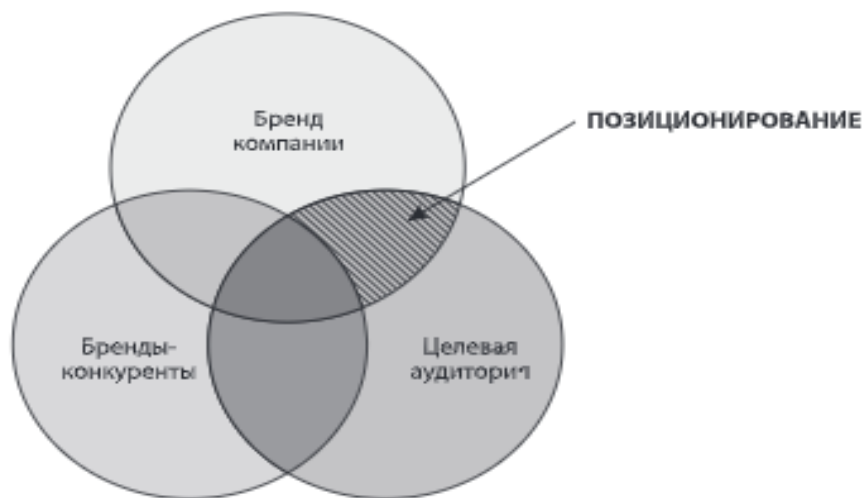 Бренд
компании
ПОЗИЦИОНИРОВАНИЕ
Бренды-
конкуренты
Целевая
аудитория